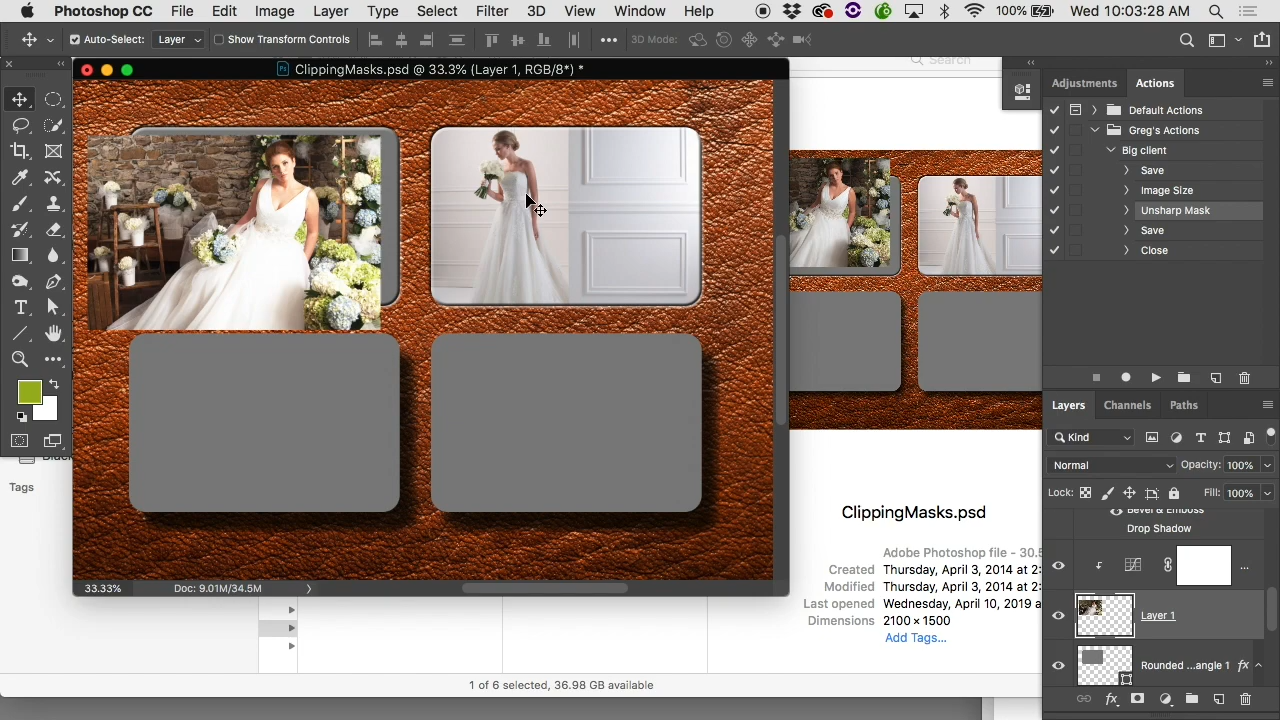 Photoshop CC File Edit Image Layer Type Select Filter 3D View Window Help 100% Wed 10:03:28 AM
Auto-Select: Layer Show Transform Controls 3D Mode:
ClippingMasks.psd @ 33.3% (Layer 1, RGB/8*) *
Search
Adjustments Actions
Default Actions
Greg's Actions
Big client
Save
Image Size
Unsharp Mask
Save
Close
Layers Channels Paths
Kind
Normal Opacity: 100%
Lock: Fill: 100%
Bevel & Emboss
Drop Shadow
Layer 1
Rounded ...angle 1 fx
fx
Tags
33.33% Doc: 9.01M/34.5M
ClippingMasks.psd
Adobe Photoshop file - 30.5
Created Thursday, April 3, 2014 at 2:
Modified Thursday, April 3, 2014 at 2:
Last opened Wednesday, April 10, 2019 a
Dimensions 2100 × 1500
Add Tags...
1 of 6 selected, 36.98 GB available